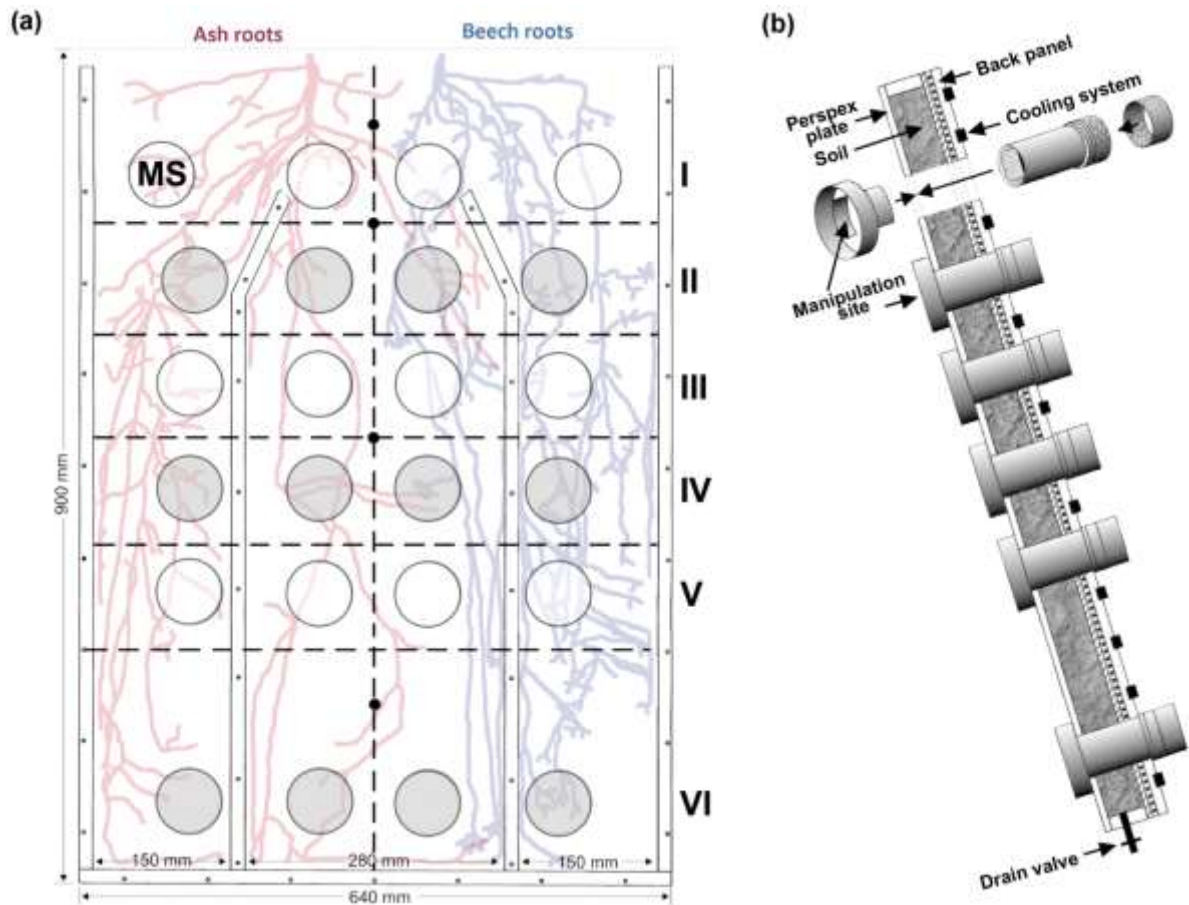 (a)
Ash roots
Beech roots
MS
I
II
III
IV
V
VI
900 mm
150 mm
280 mm
150 mm
640 mm
(b)
Back panel
Cooling system
Perspex
plate
Soil
Manipulation
site
Drain valve